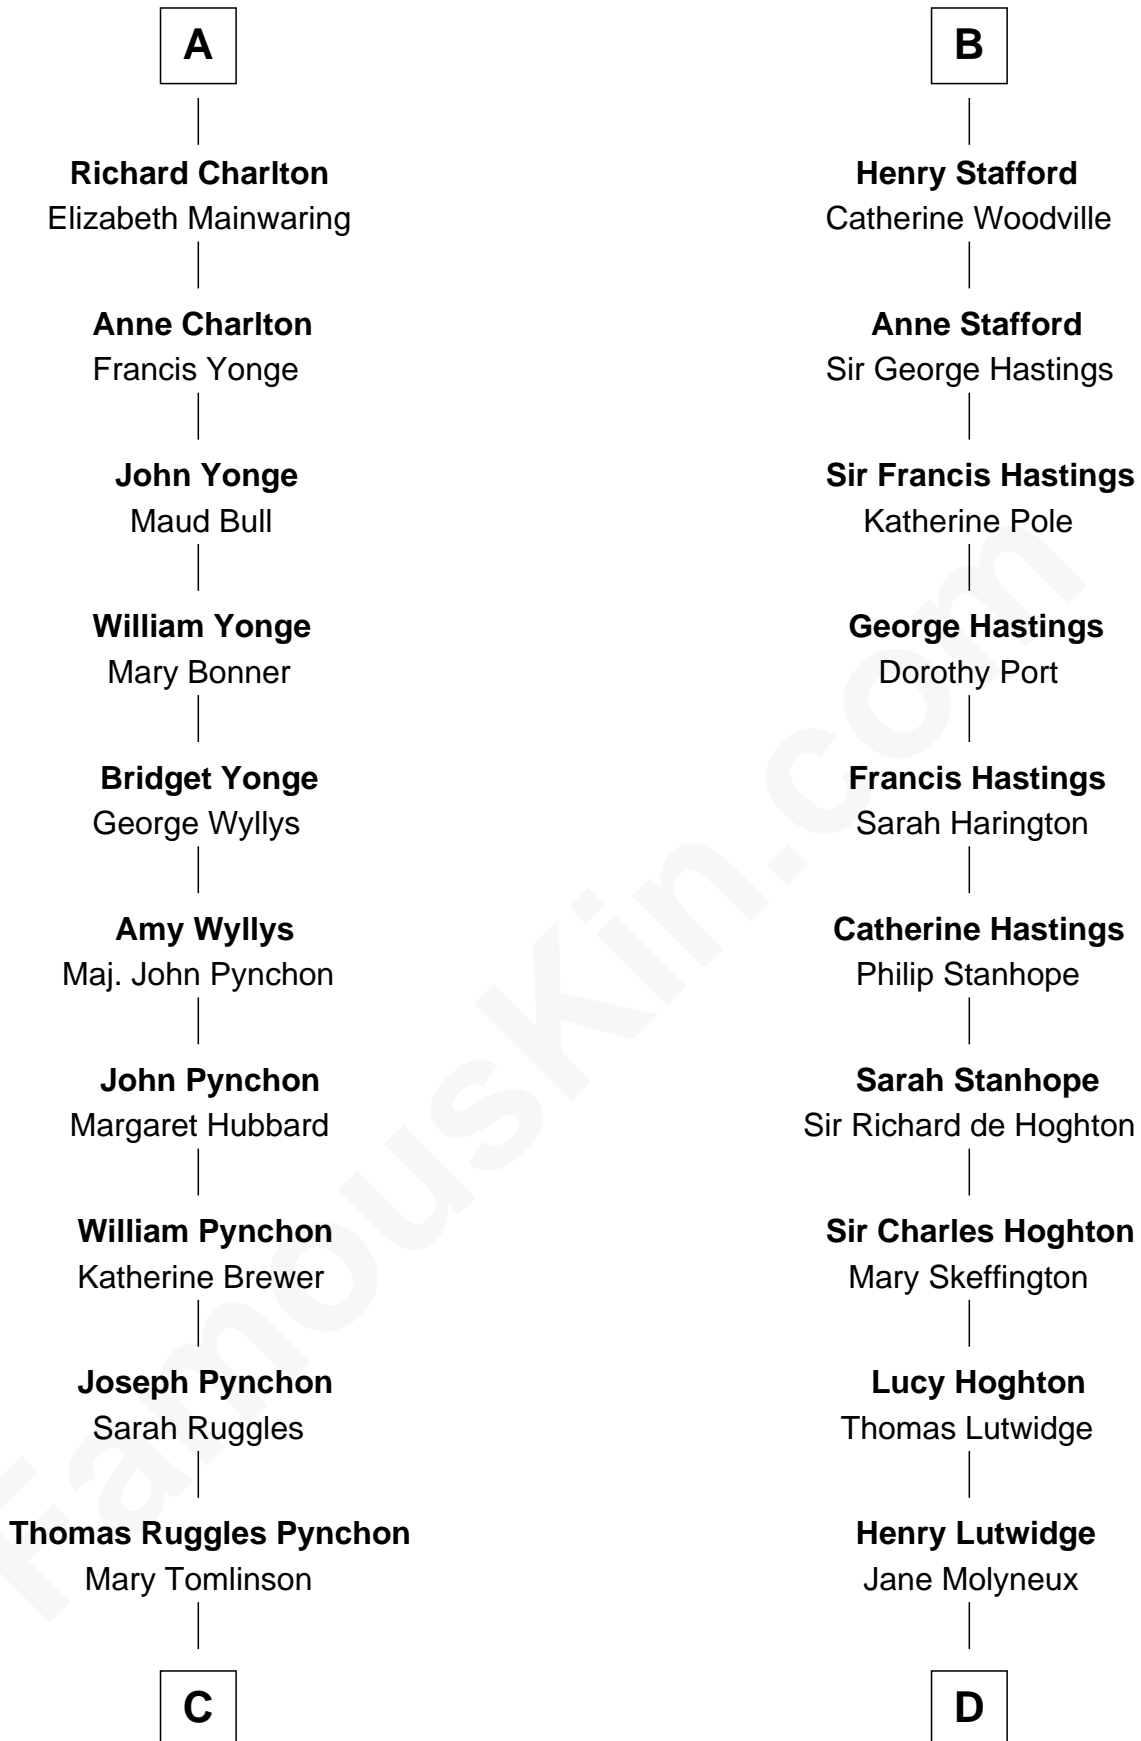 A
Richard Charlton
Elizabeth Mainwaring
Anne Charlton
Francis Yonge
John Yonge
Maud Bull
William Yonge
Mary Bonner
Bridget Yonge
George Wyllys
Amy Wyllys
Maj. John Pynchon
John Pynchon
Margaret Hubbard
William Pynchon
Katherine Brewer
Joseph Pynchon
Sarah Ruggles
Thomas Ruggles Pynchon
Mary Tomlinson
C
B
Henry Stafford
Catherine Woodville
Anne Stafford
Sir George Hastings
Sir Francis Hastings
Katherine Pole
George Hastings
Dorothy Port
Francis Hastings
Sarah Harington
Catherine Hastings
Philip Stanhope
Sarah Stanhope
Sir Richard de Hoghton
Sir Charles Hoghton
Mary Skeffington
Lucy Hoghton
Thomas Lutwidge
Henry Lutwidge
Jane Molyneux
D
FamousKin.com